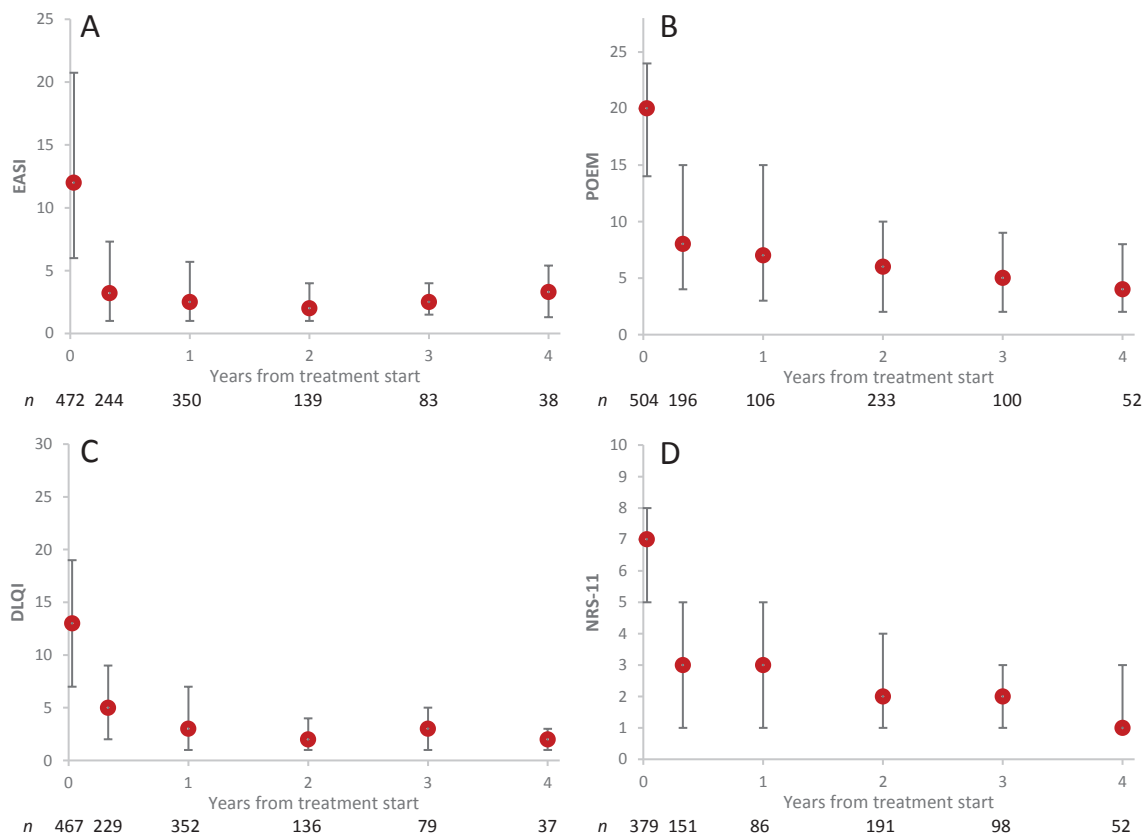 A
25
20
15
10
5
0
EASI
0 1 2 3 4
Years from treatment start
n 472 244 350 139 83 38
B
25
20
15
10
5
0
POEM
0 1 2 3 4
Years from treatment start
n 504 196 106 233 100 52
C
30
25
20
15
10
5
0
DLQI
0 1 2 3 4
Years from treatment start
n 467 229 352 136 79 37
D
10
9
8
7
6
5
4
3
2
1
0
NRS-11
0 1 2 3 4
Years from treatment start
n 379 151 86 191 98 52